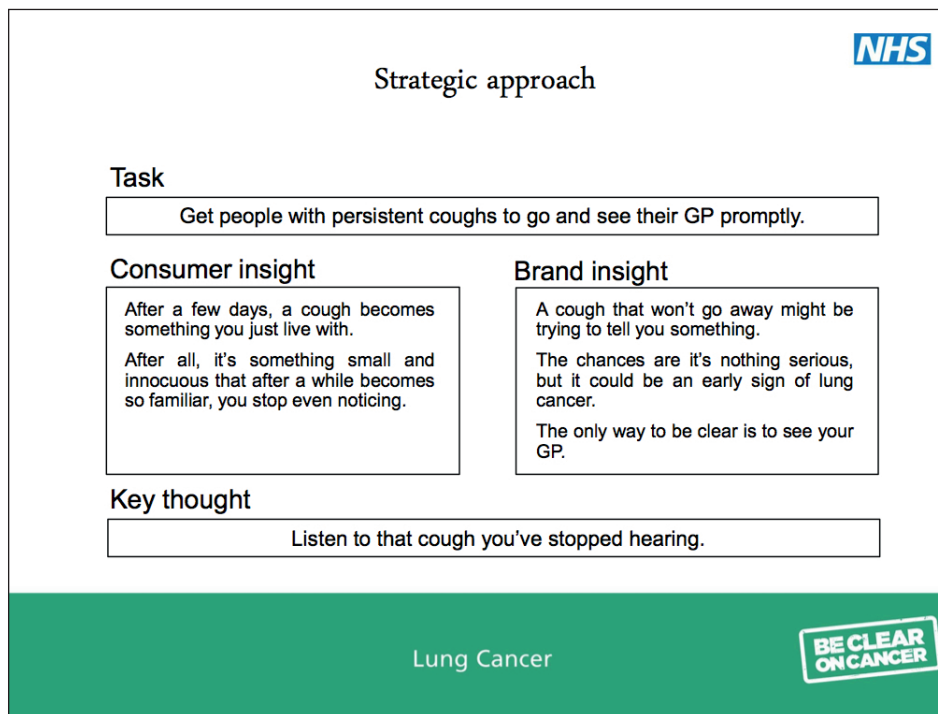 NHS
Strategic approach
Task
Get people with persistent coughs to go and see their GP promptly.
Consumer insight
After a few days, a cough becomes
something you just live with.
After all, it's something small and
innocuous that after a while becomes
so familiar, you stop even noticing.
Brand insight
A cough that won't go away might be
trying to tell you something.
The chances are it's nothing serious,
but it could be an early sign of lung
cancer.
The only way to be clear is to see your
GP.
Key thought
Listen to that cough you've stopped hearing.
Lung Cancer
BE CLEAR
ON CANCER